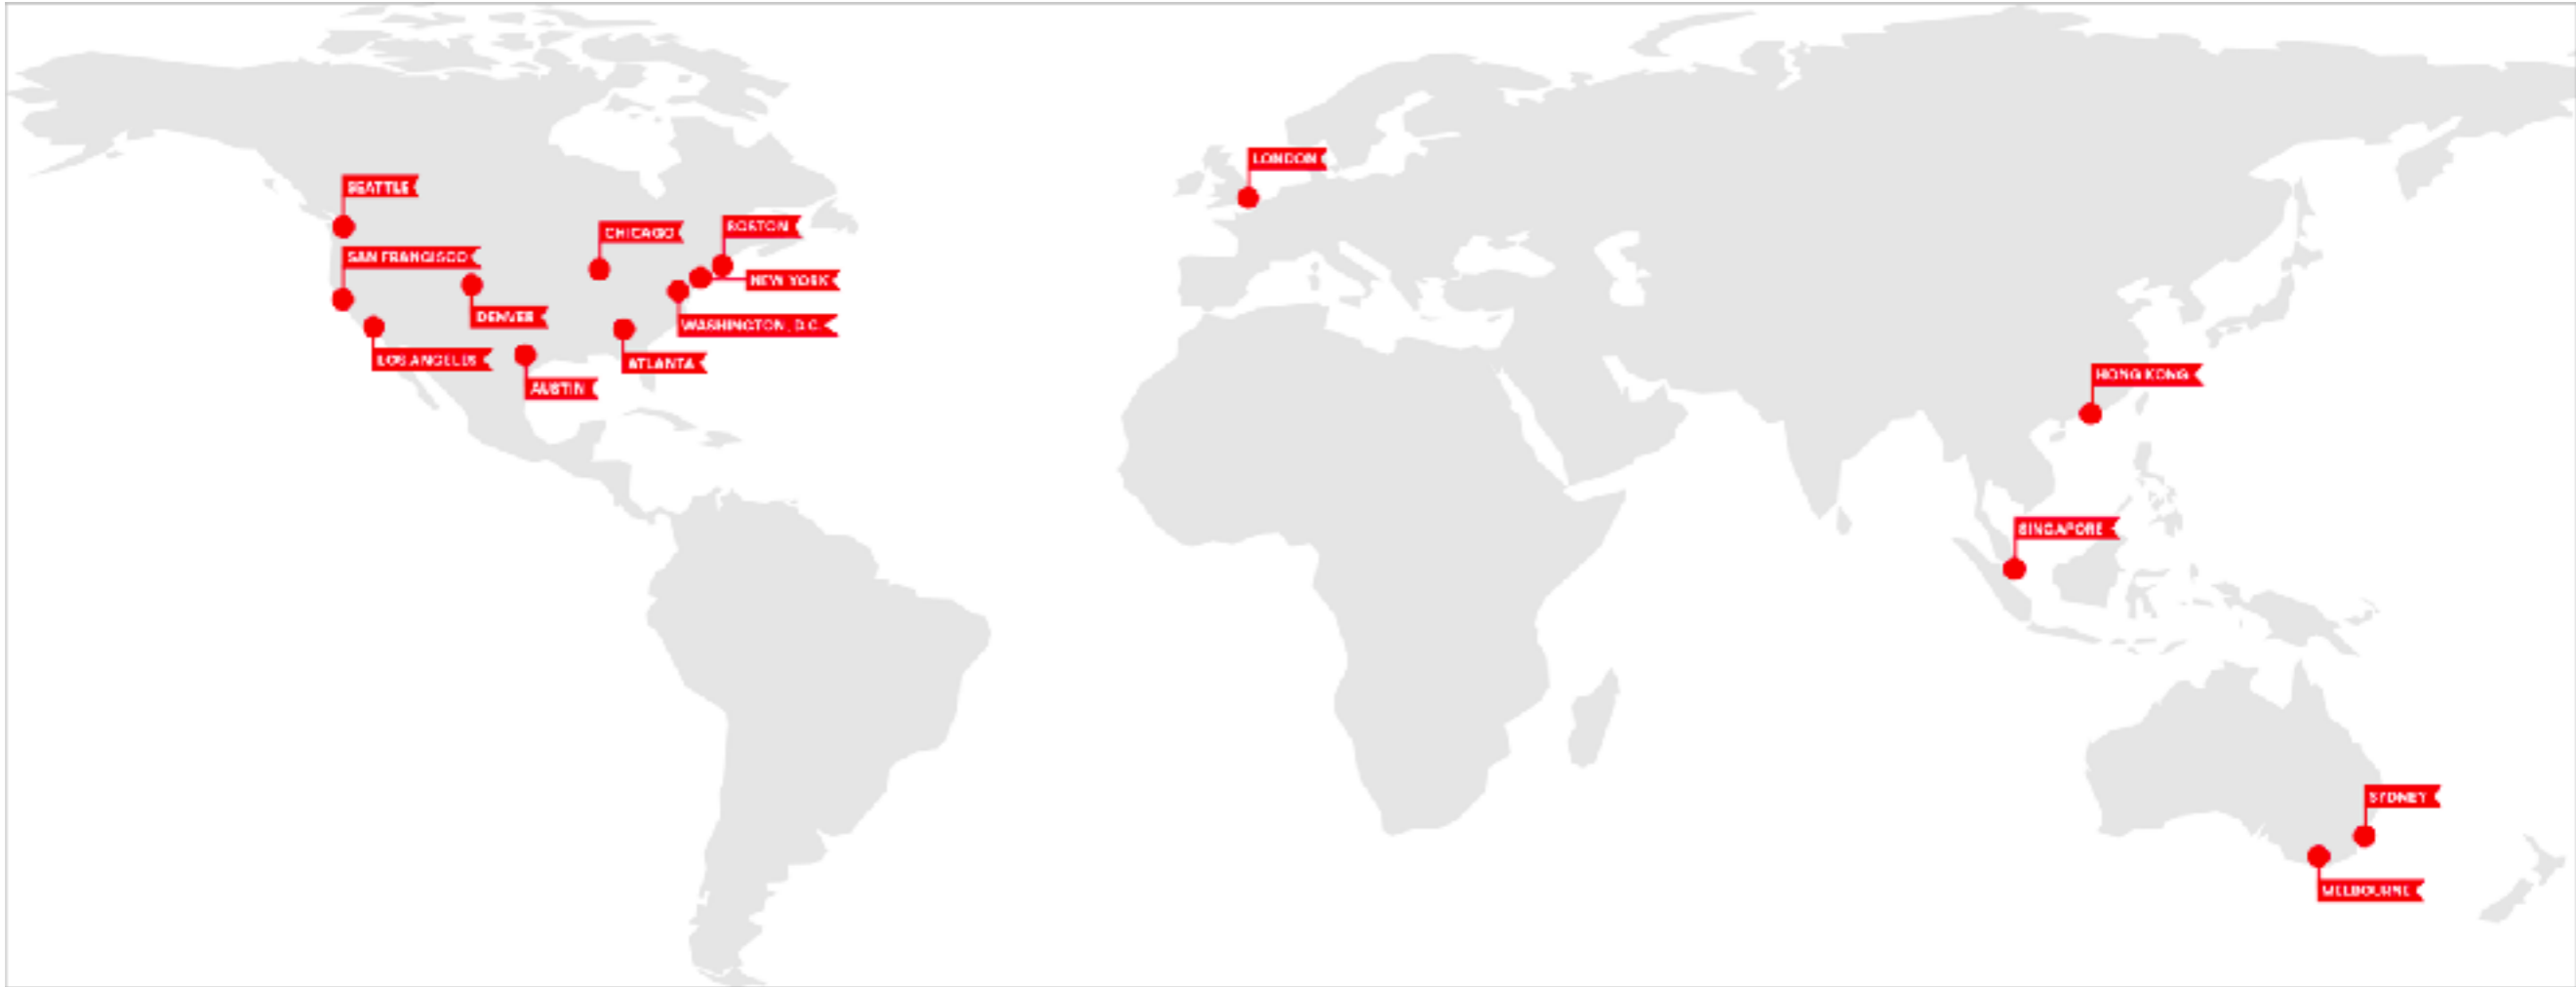 LONDON
SEATTLE
BOSTON
CHICAGO
SAN FRANCISCO
NEW YORK
DENVER
WASHINGTON, D.C.
LOS ANGELES
ATLANTA
HONG KONG
AUSTIN
SINGAPORE
SYDNEY
MELBOURNE